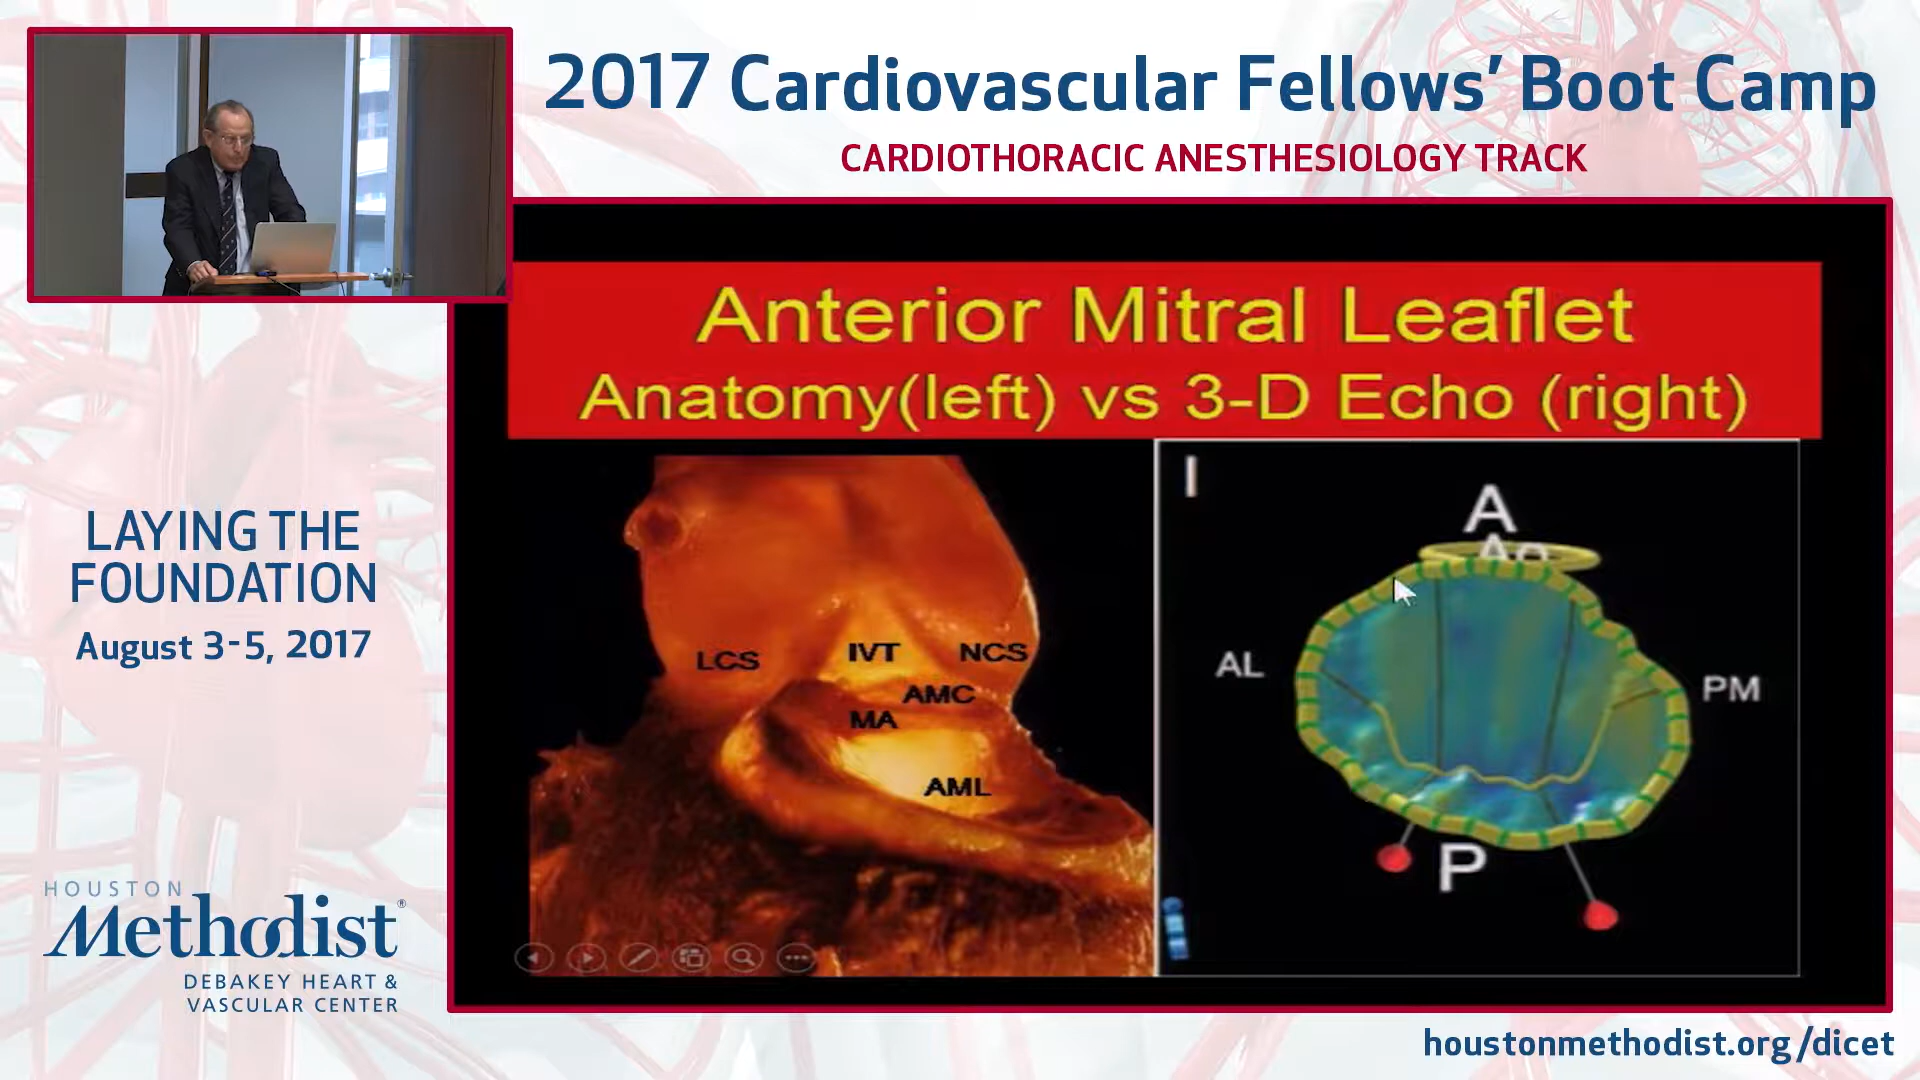 2017 Cardiovascular Fellows' Boot Camp
CARDIOTHORACIC ANESTHESIOLOGY TRACK
Anterior Mitral Leaflet
Anatomy(left) vs 3-D Echo (right)
LCS
IVT
NCS
AMC
MA
AML
A
Ao
AL
PM
P
LAYING THE
FOUNDATION
August 3-5, 2017
HOUSTON
Methodist®
DEBAKEY HEART &
VASCULAR CENTER
houstonmethodist.org/dicet